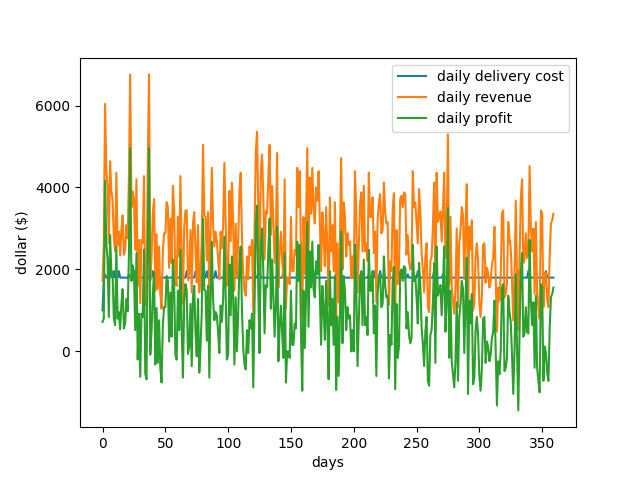 daily delivery cost
daily revenue
daily profit
6000
4000
2000
0
dollar ($)
0 50 100 150 200 250 300 350
days